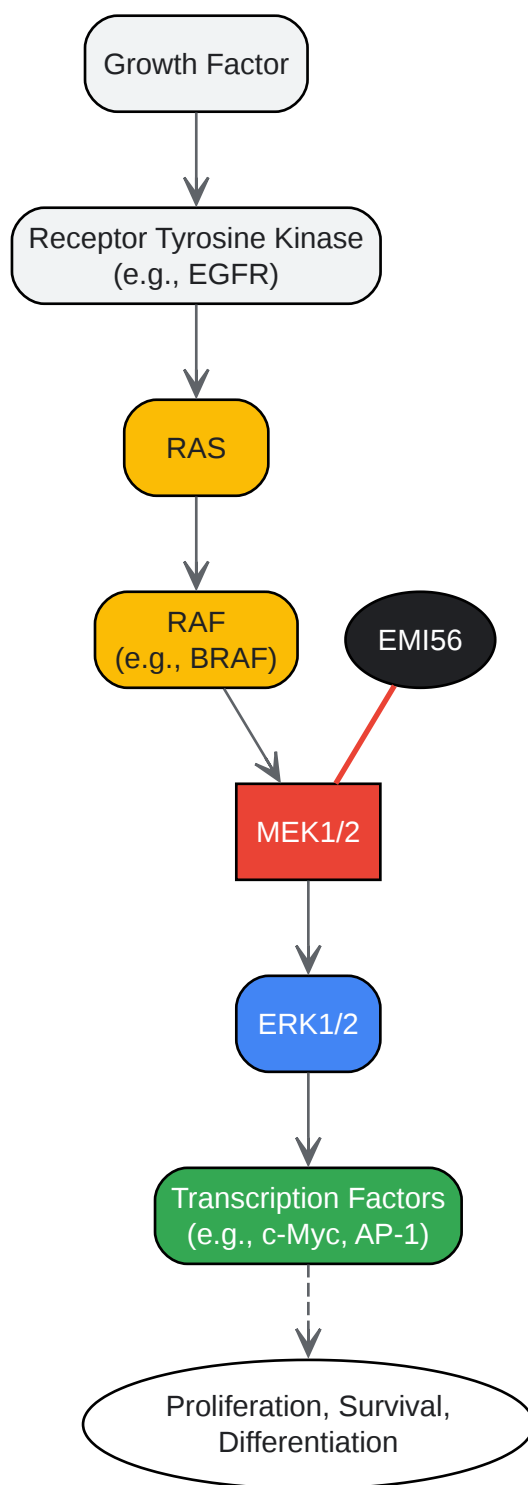 Growth Factor
Receptor Tyrosine Kinase
(e.g., EGFR)
RAS
RAF
(e.g., BRAF)
EMI56
MEK1/2
ERK1/2
Transcription Factors
(e.g., c-Myc, AP-1)
Proliferation, Survival,
Differentiation